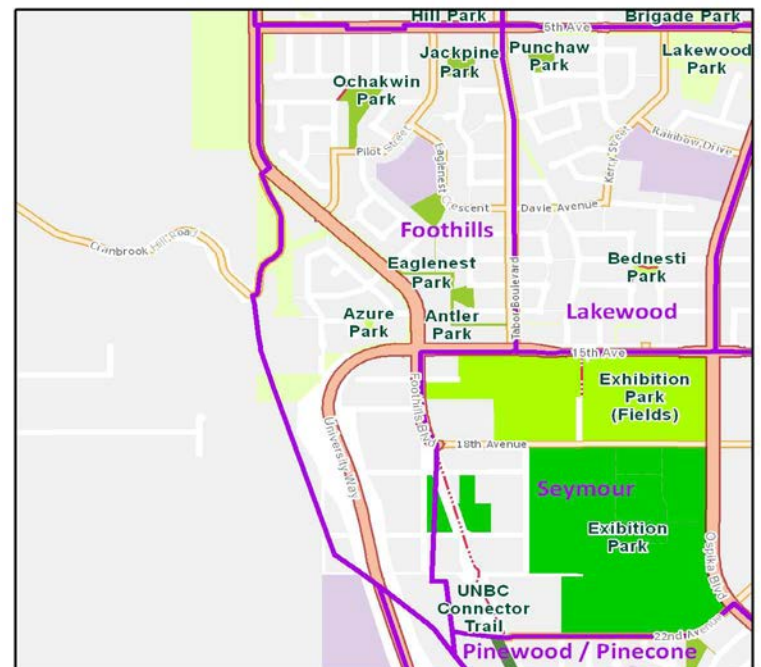 Hill Park
Brigade Park
5th Ave
Jackpine
Park
Punchaw
Park
Lakewood
Park
Ochakwin
Park
Pilot Street
Eaglenest
Crescent
Kerry Street
Rainbow Drive
Davie Avenue
Foothills
Cranbrook Hill Road
Eaglenest
Park
Bednesti
Park
Tabor Boulevard
Azure
Park
Antler
Park
Lakewood
15th Ave
Foothills Blvd
Exhibition
Park
(Fields)
University Way
18th Avenue
Seymour
Exibition
Park
Ospika Blvd
UNBC
Connector
Trail
22nd Avenue
Pinewood / Pinecone